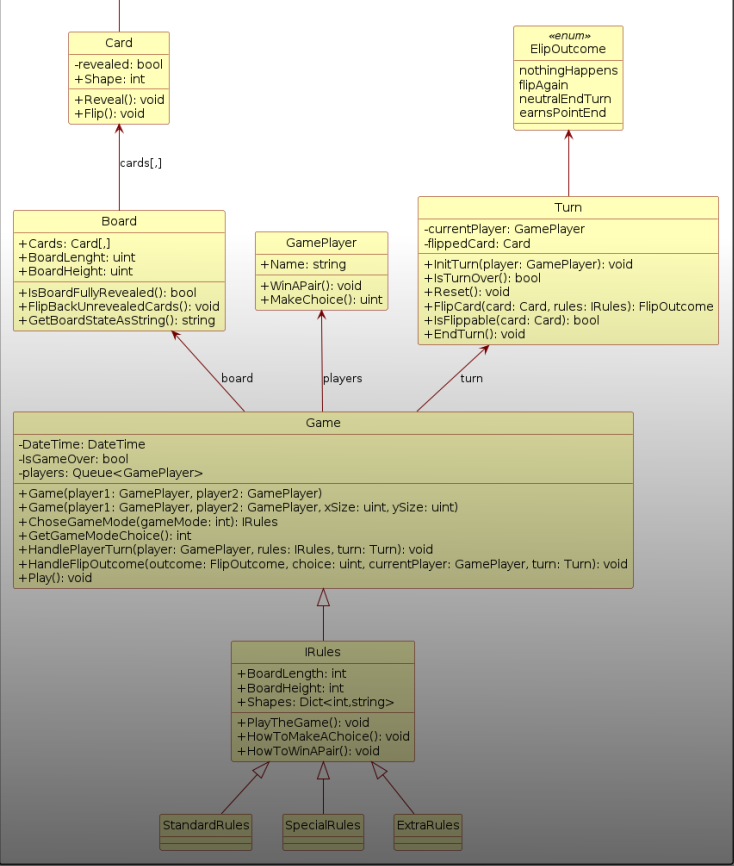 Card
-revealed: bool
+Shape: int
+Reveal(): void
+Flip(): void
«enum»
ElipOutcome
nothingHappens
flipAgain
neutralEndTurn
earnsPointEnd
cards[,]
Board
+Cards: Card[,]
+BoardLenght: uint
+BoardHeight: uint
+IsBoardFullyRevealed(): bool
+FlipBackUnrevealedCards(): void
+GetBoardStateAsString(): string
GamePlayer
+Name: string
+WinAPair(): void
+MakeChoice(): uint
Turn
-currentPlayer: GamePlayer
-flippedCard: Card
+InitTurn(player: GamePlayer): void
+IsTurnOver(): bool
+Reset(): void
+FlipCard(card: Card, rules: IRules): FlipOutcome
+IsFlippable(card: Card): bool
+EndTurn(): void
board
players
turn
Game
-DateTime: DateTime
-IsGameOver: bool
-players: Queue<GamePlayer>
+Game(player1: GamePlayer, player2: GamePlayer)
+Game(player1: GamePlayer, player2: GamePlayer, xSize: uint, ySize: uint)
+ChoseGameMode(gameMode: int): IRules
+GetGameModeChoice(): int
+HandlePlayerTurn(player: GamePlayer, rules: IRules, turn: Turn): void
+HandleFlipOutcome(outcome: FlipOutcome, choice: uint, currentPlayer: GamePlayer, turn: Turn): void
+Play(): void
IRules
+BoardLength: int
+BoardHeight: int
+Shapes: Dict<int,string>
+PlayTheGame(): void
+HowToMakeAChoice(): void
+HowToWinAPair(): void
StandardRules
SpecialRules
ExtraRules